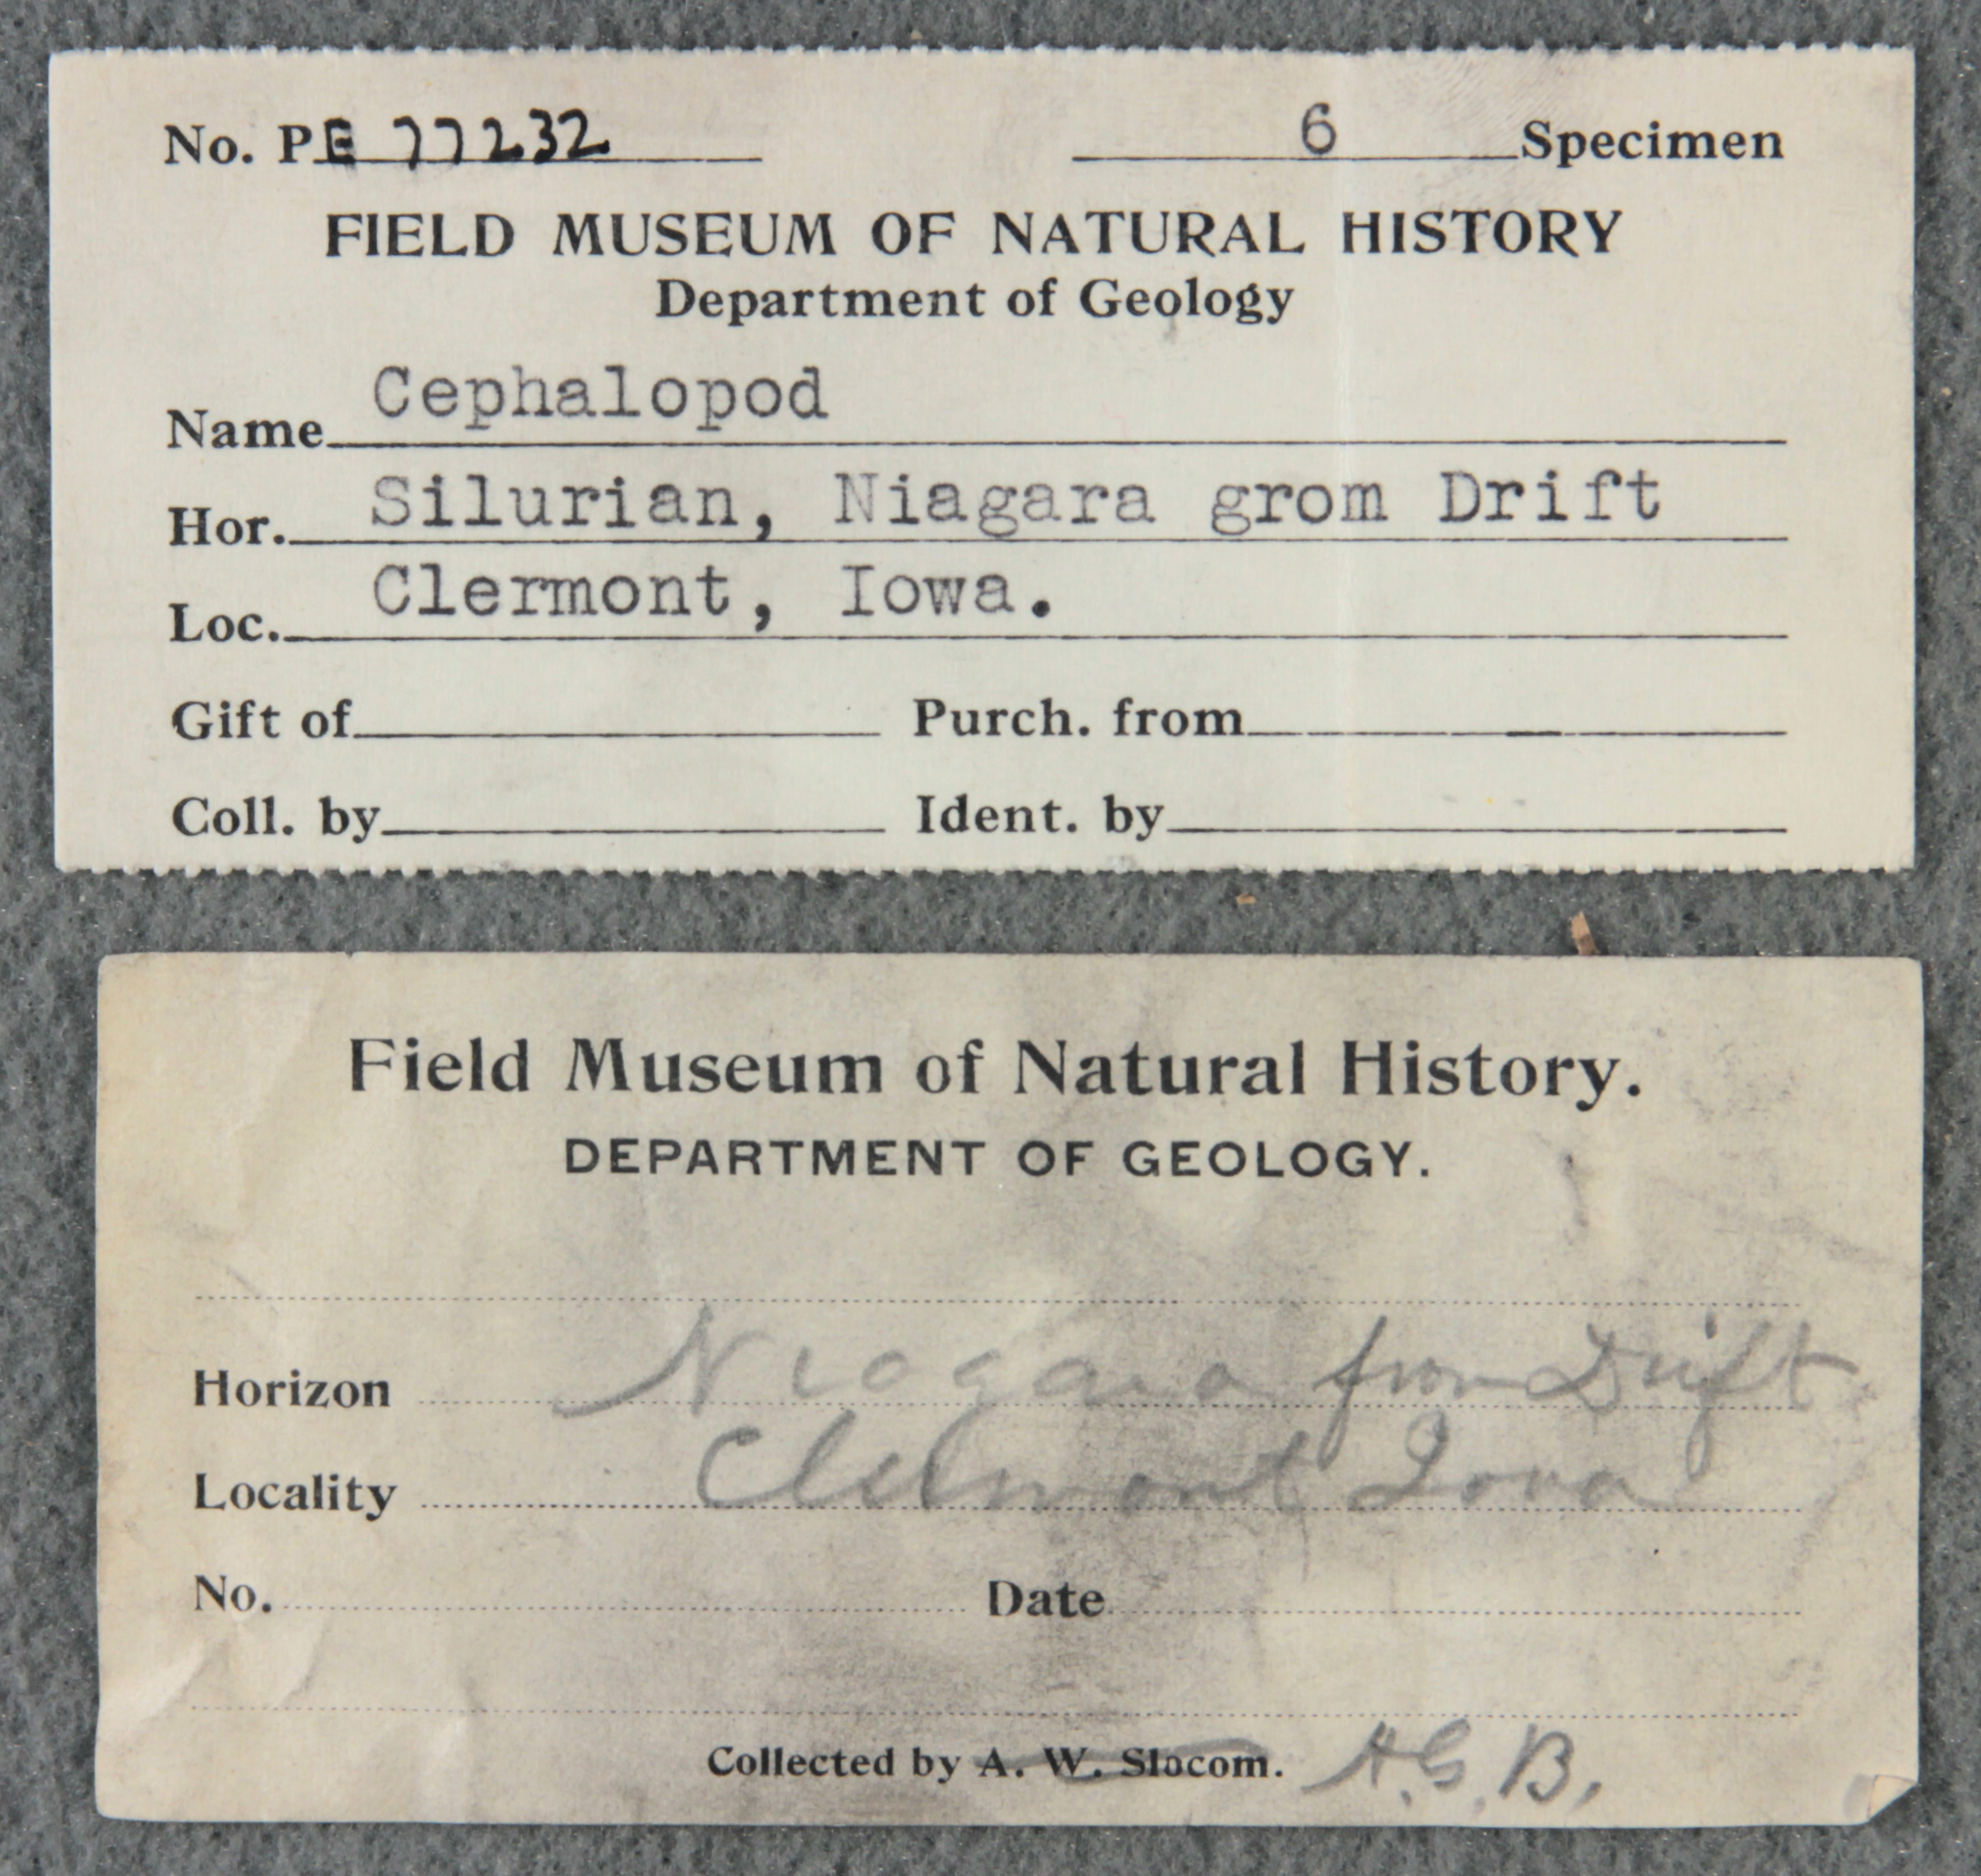 No. PE 77232 6 Specimen
FIELD MUSEUM OF NATURAL HISTORY
Department of Geology
Name Cephalopod
Hor. Silurian, Niagara grom Drift
Loc. Clermont, Iowa.
Gift of Purch. from
Coll. by Ident. by
Field Museum of Natural History.
DEPARTMENT OF GEOLOGY.
Horizon Niagara from Drift
Locality Clermont Iowa
No. Date
Collected by A. W. Slocom. A.G.B.